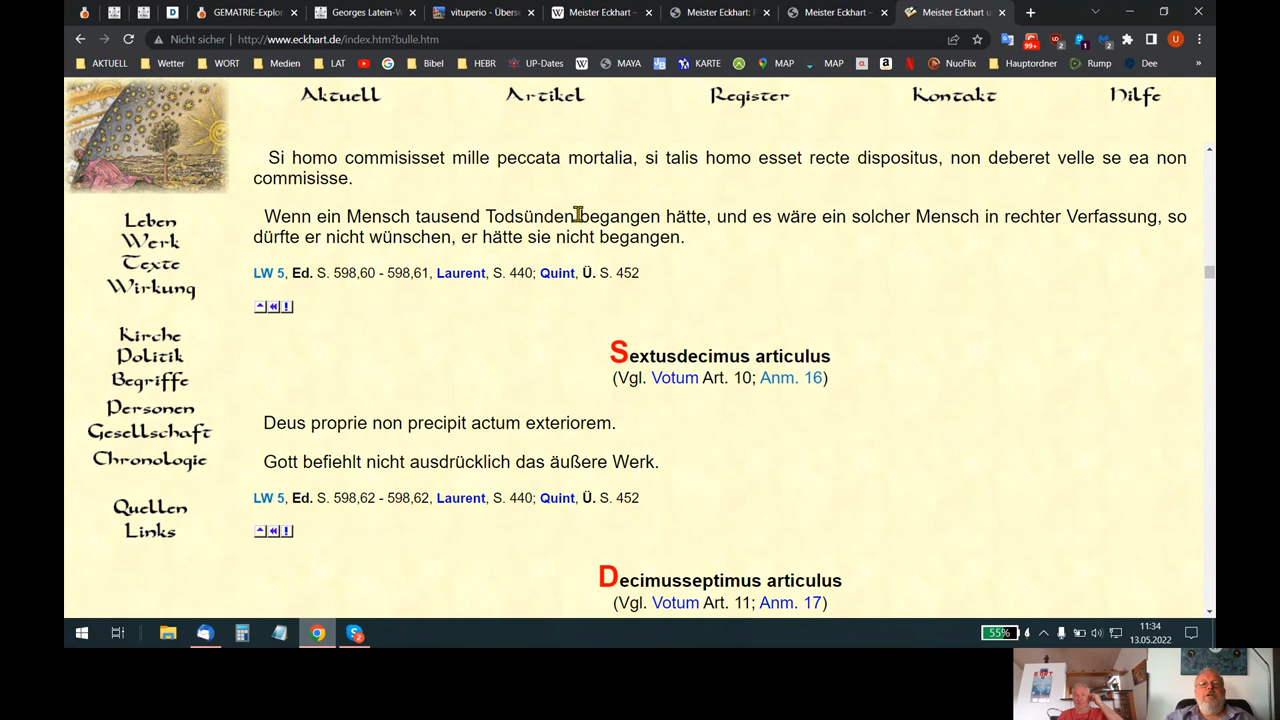 GEMATRIE-Explor
Georges Latein-W
vituperio – Übers
Meister Eckhart –
Meister Eckhart: F
Meister Eckhart –
Meister Eckhart u
Nicht sicher | http://www.eckhart.de/index.htm?bulle.htm
AKTUELL Wetter WORT Medien LAT Bibel HEBR UP-Dates MAYA KARTE MAP MAP NuoFlix Hauptordner Rump Dee »
Aktuell Artikel Register Kontakt Hilfe
Si homo commisisset mille peccata mortalia, si talis homo esset recte dispositus, non deberet velle se ea non
commisisse.
Wenn ein Mensch tausend Todsünden begangen hätte, und es wäre ein solcher Mensch in rechter Verfassung, so
dürfte er nicht wünschen, er hätte sie nicht begangen.
LW 5, Ed. S. 598,60 - 598,61, Laurent, S. 440; Quint, Ü. S. 452
Sextusdecimus articulus
(Vgl. Votum Art. 10; Anm. 16)
Deus proprie non precipit actum exteriorem.
Gott befiehlt nicht ausdrücklich das äußere Werk.
LW 5, Ed. S. 598,62 - 598,62, Laurent, S. 440; Quint, Ü. S. 452
Decimusseptimus articulus
(Vgl. Votum Art. 11; Anm. 17)
Leben
Werk
Texte
Wirkung
Kirche
Politik
Begriffe
Personen
Gesellschaft
Chronologie
Quellen
Links
55%
11:34
13.05.2022